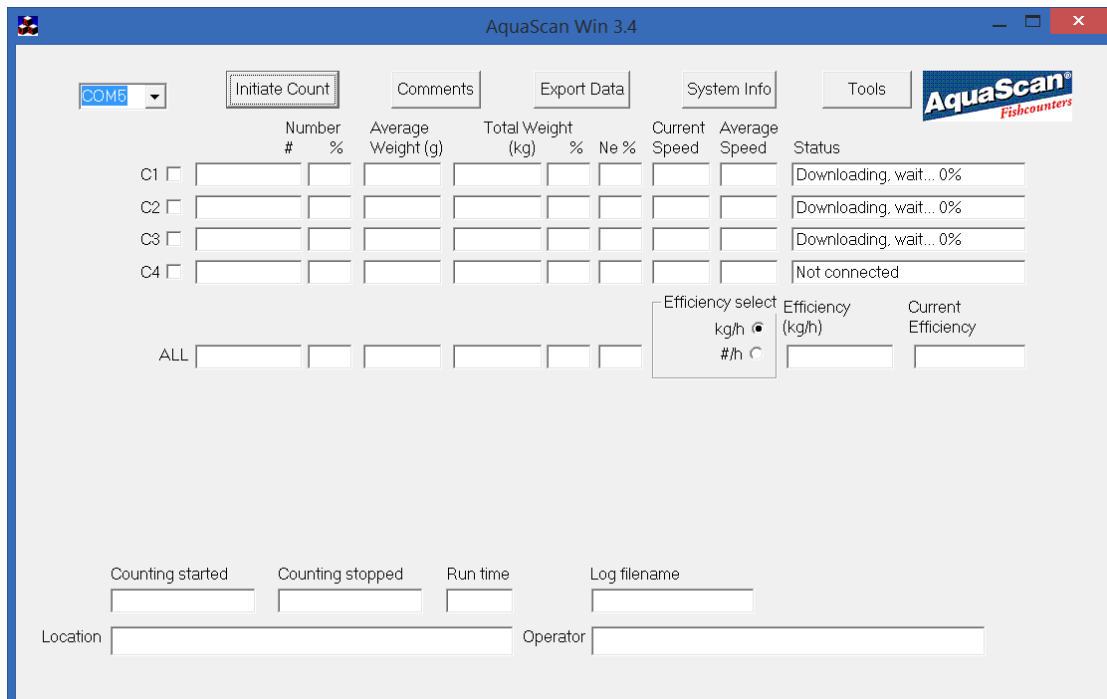 AquaScan Win 3.4
COM5 Initiate Count Comments Export Data System Info Tools AquaScan® Fishcounters
Number Average Total Weight Current Average
# % Weight (g) (kg) % Ne % Speed Speed Status
C1 Downloading, wait... 0%
C2 Downloading, wait... 0%
C3 Downloading, wait... 0%
C4 Not connected
Efficiency select Efficiency Current
kg/h (kg/h) Efficiency
ALL #/h
Counting started Counting stopped Run time Log filename
Location Operator